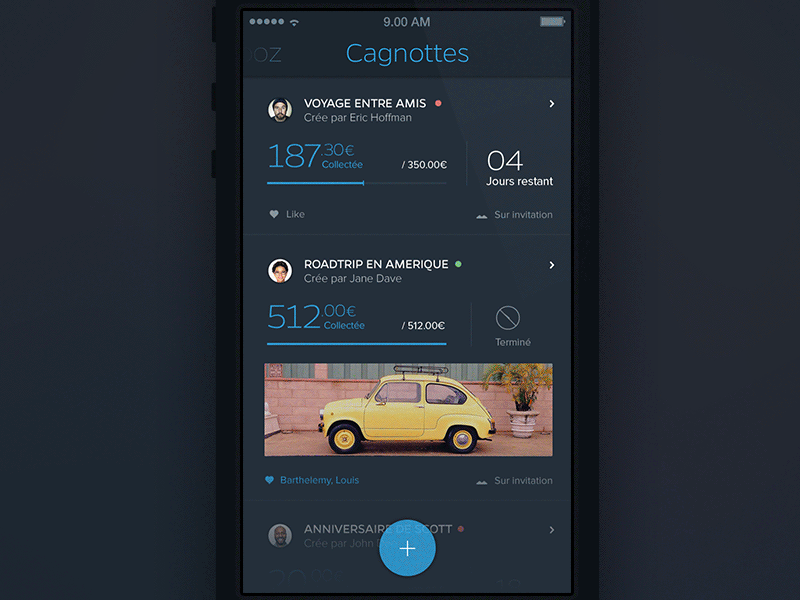 9.00 AM
OZ Cagnottes
VOYAGE ENTRE AMIS
Crée par Eric Hoffman
187.30€ Collectée / 350.00€
04
Jours restant
Like Sur invitation
ROADTRIP EN AMERIQUE
Crée par Jane Dave
512.00€ Collectée / 512.00€
Terminé
Barthelemy, Louis Sur invitation
ANNIVERSAIRE DE SCOTT
Crée par John
+